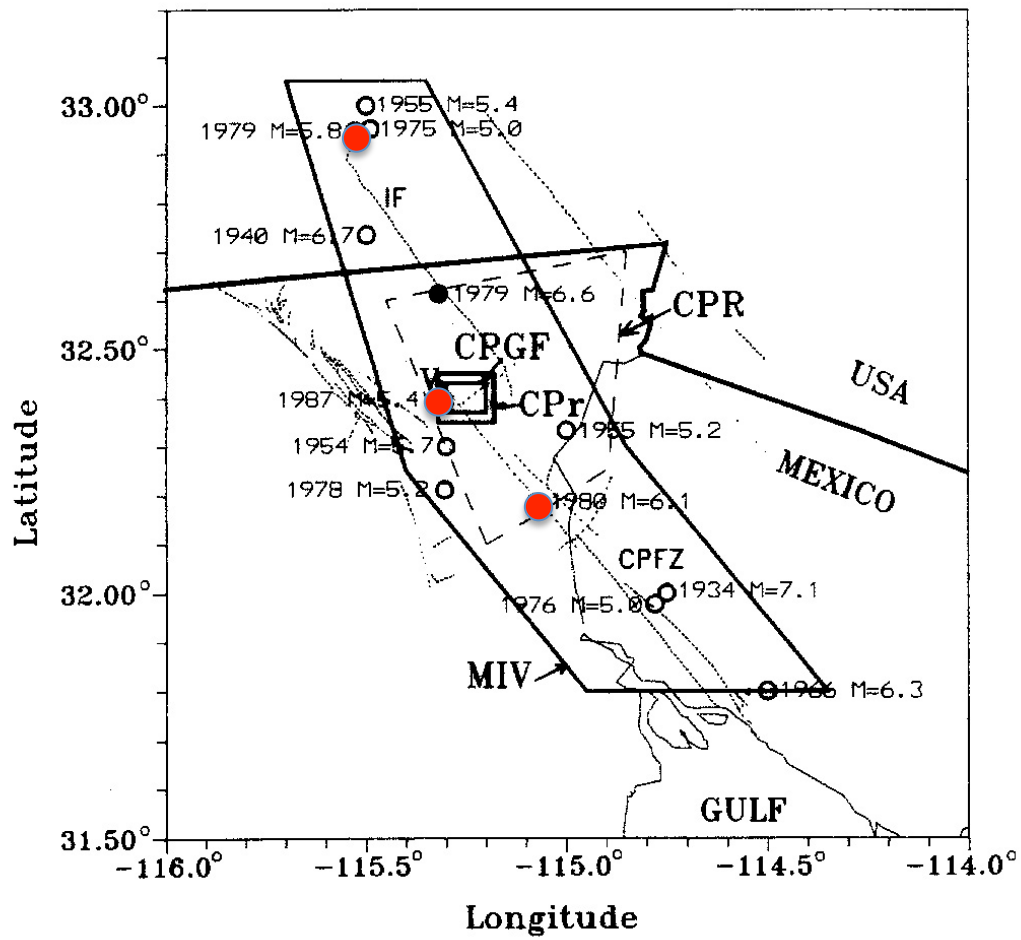 33.00°
1955 M=5.4
1979 M=5.8
1975 M=5.0
IF
1940 M=6.7
1979 M=6.6
CPR
32.50°
CPGF
USA
V
1987 M=5.4
CPr
1955 M=5.2
1954 M=5.7
MEXICO
1978 M=5.2
1980 M=6.1
Latitude
CPFZ
32.00°
1934 M=7.1
1976 M=5.0
MIV
1966 M=6.3
GULF
31.50°
-116.0°
-115.5°
-115.0°
-114.5°
-114.0°
Longitude